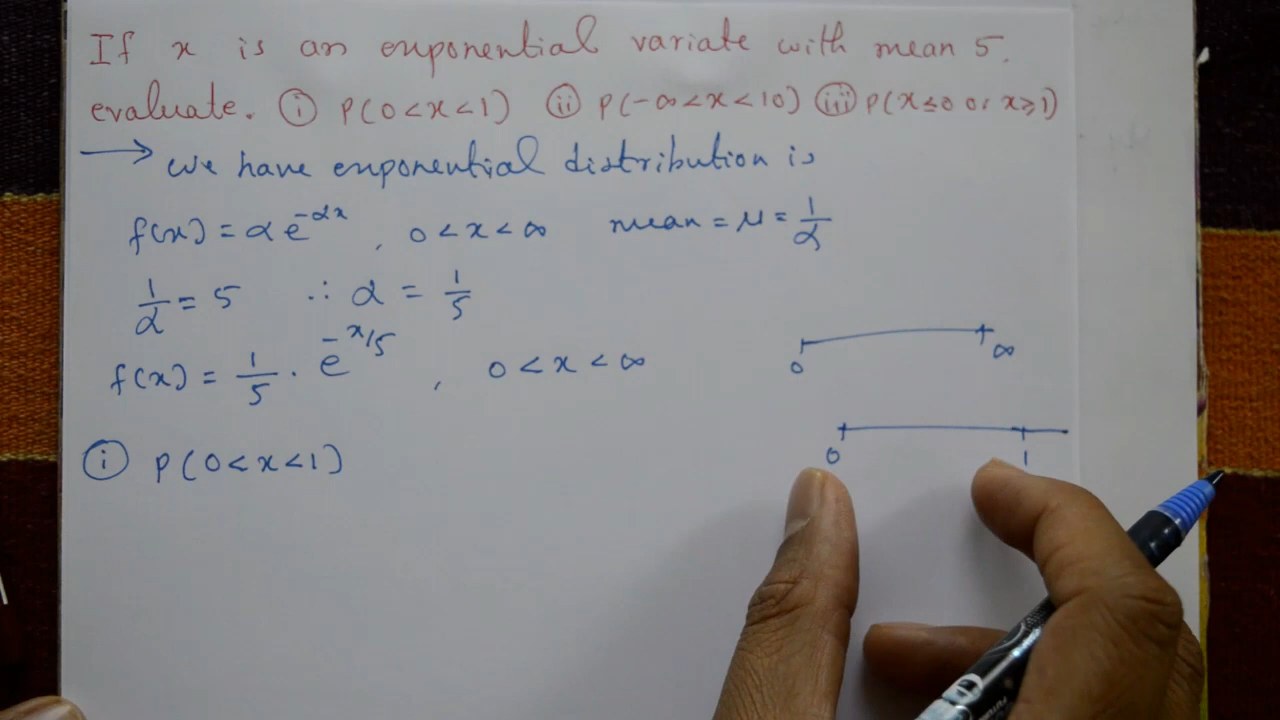 If x is an exponential variate with mean 5.
evaluate. (i) P(0<x<1) (ii) P(-∞<x<10) (iii) P(x≤0 or x≥1)
→ we have exponential distribution is
f(x) = αe^{-αx}, 0<x<∞ mean = μ = 1/α
1/α = 5 ∴ α = 1/5
f(x) = 1/5 · e^{-x/5}, 0<x<∞
0 ∞
(i) P(0<x<1)
0 1